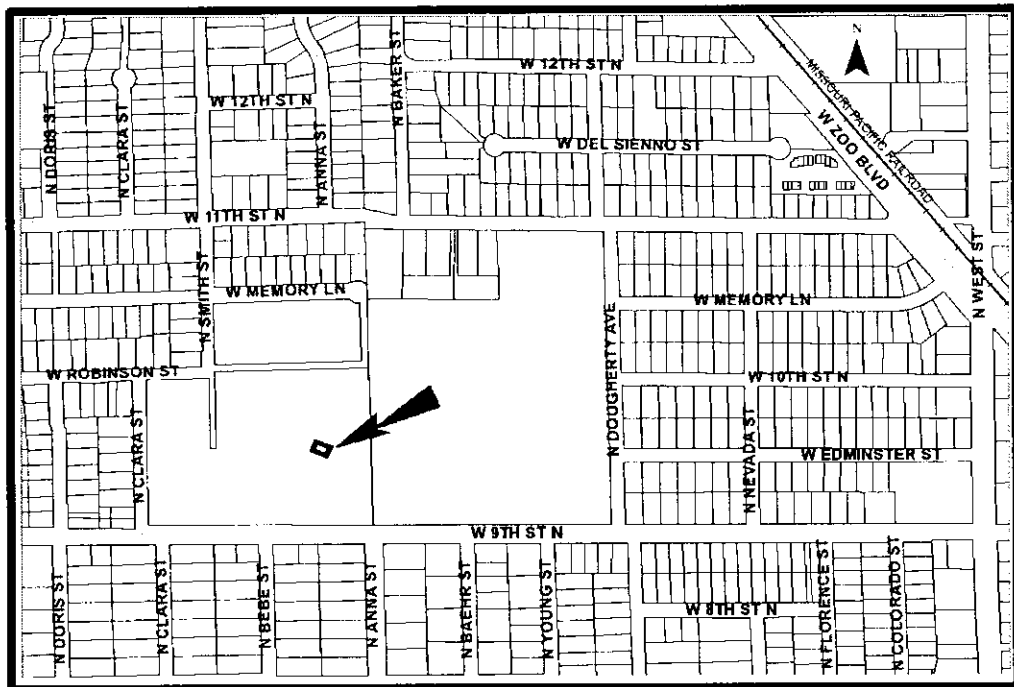 N
W 12TH ST N
MISSOURI PACIFIC RAILROAD
W ZOO BLVD
N BAKER ST
W 12TH ST N
N DORIS ST
N CLARA ST
N ANNA ST
W DEL SIENNO ST
W 11TH ST N
N SMITH ST
W MEMORY LN
W MEMORY LN
N WEST ST
N DOUGHERTY AVE
W ROBINSON ST
W 10TH ST N
N CLARA ST
N NEVADA ST
W EDMINSTER ST
W 9TH ST N
N DORIS ST
N CLARA ST
N BEBE ST
N ANNA ST
N BAEHR ST
N YOUNG ST
W 8TH ST N
N FLORENCE ST
N COLORADO ST